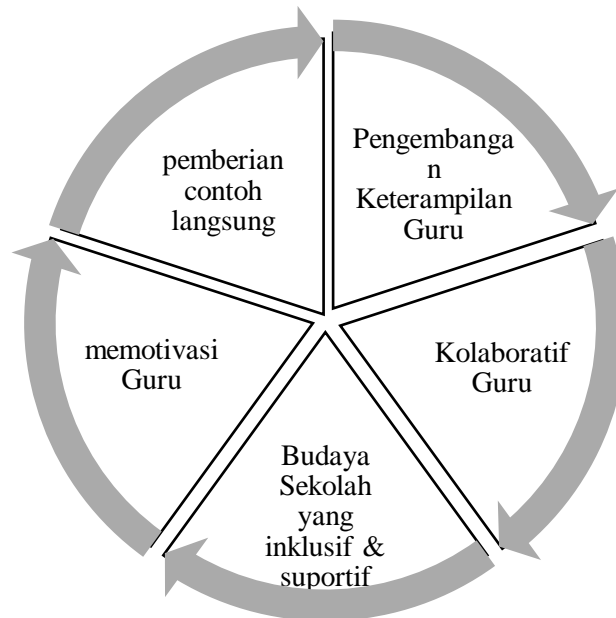 Pengembanga
n
Keterampilan
Guru
Kolaboratif
Guru
Budaya
Sekolah
yang
inklusif &
suportif
memotivasi
Guru
pemberian
contoh
langsung